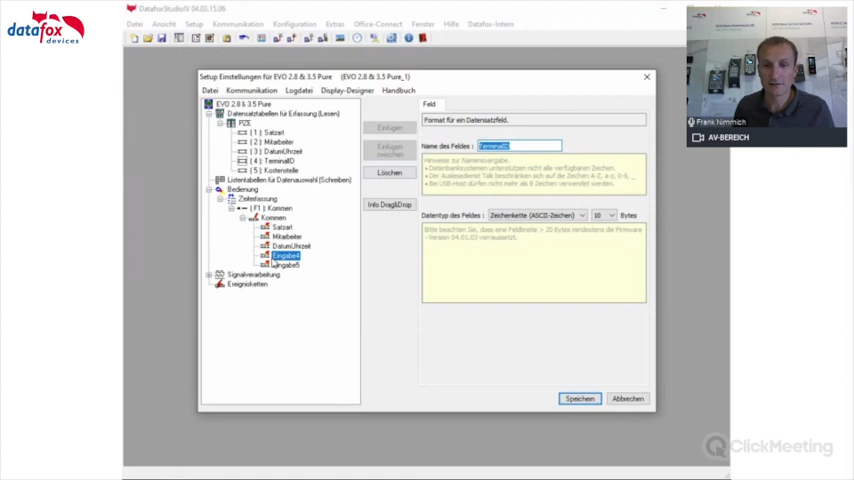 datafox
devices
DatafoxStudioIV 04.03.15.06
Datei Ansicht Setup Kommunikation Konfiguration Extras Office-Connect Fenster Hilfe Datafox-Intern
Setup Einstellungen für EVO 2.8 & 3.5 Pure (EVO 2.8 & 3.5 Pure_1)
Datei Kommunikation Logdatei Display-Designer Handbuch
EVO 2.8 & 3.5 Pure
Datensatztabellen für Erfassung (Lesen)
PZE
[ 1 ]: Satzart
[ 2 ]: Mitarbeiter
[ 3 ]: DatumUhrzeit
[ 4 ]: TerminalID
[ 5 ]: Kostenstelle
Listentabellen für Datenauswahl (Schreiben)
Bedienung
Zeiterfassung
[F1]: Kommen
Kommen
Satzart
Mitarbeiter
DatumUhrzeit
Eingabe4
Eingabe5
Signalverarbeitung
Ereignisketten
Einfügen
Einfügen
zwischen
Löschen
Info Drag&Drop
Feld
Format für ein Datensatzfeld.
Name des Feldes : TerminalID
Hinweise zur Namensvergabe.
• Datenbanksystemen unterstützen nicht alle verfügbaren Zeichen.
• Der Auslesedienst Talk beschränken sich auf die Zeichen A-Z, a-z, 0-9, _
• Bei USB-Host dürfen nicht mehr als 8 Zeichen verwendet werden.
Datentyp des Feldes : Zeichenkette (ASCII-Zeichen) 10 Bytes
Bitte beachten Sie, dass eine Feldbreite > 20 Bytes mindestens die Firmware
- Version 04.01.03 voraussetzt.
Speichern Abbrechen
Frank Nimmich
AV-BEREICH
ClickMeeting